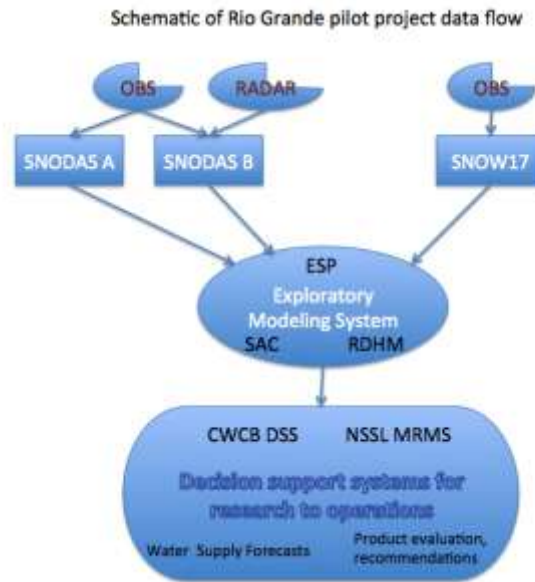 Schematic of Rio Grande pilot project data flow
OBS
RADAR
OBS
SNODAS A
SNODAS B
SNOW17
ESP
Exploratory
Modeling System
SAC
RDHM
CWCB DSS
NSSL MRMS
Decision support systems for
research to operations
Water Supply Forecasts
Product evaluation,
recommendations